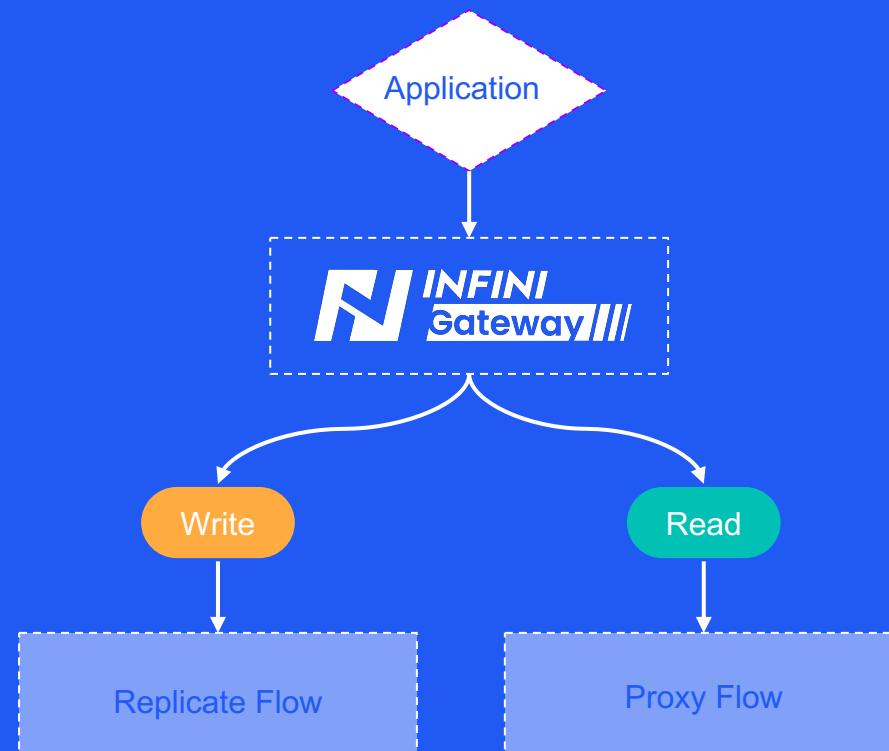 Application
INFINI
Gateway
Write
Read
Replicate Flow
Proxy Flow